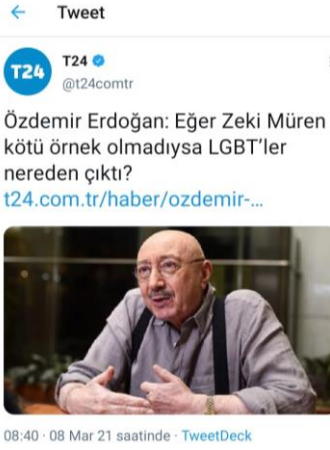 Tweet
T24
T24
@t24comtr
Özdemir Erdoğan: Eğer Zeki Müren
kötü örnek olmadıysa LGBT’ler
nereden çıktı?
t24.com.tr/haber/ozdemir-...
08:40 · 08 Mar 21 saatinde · TweetDeck